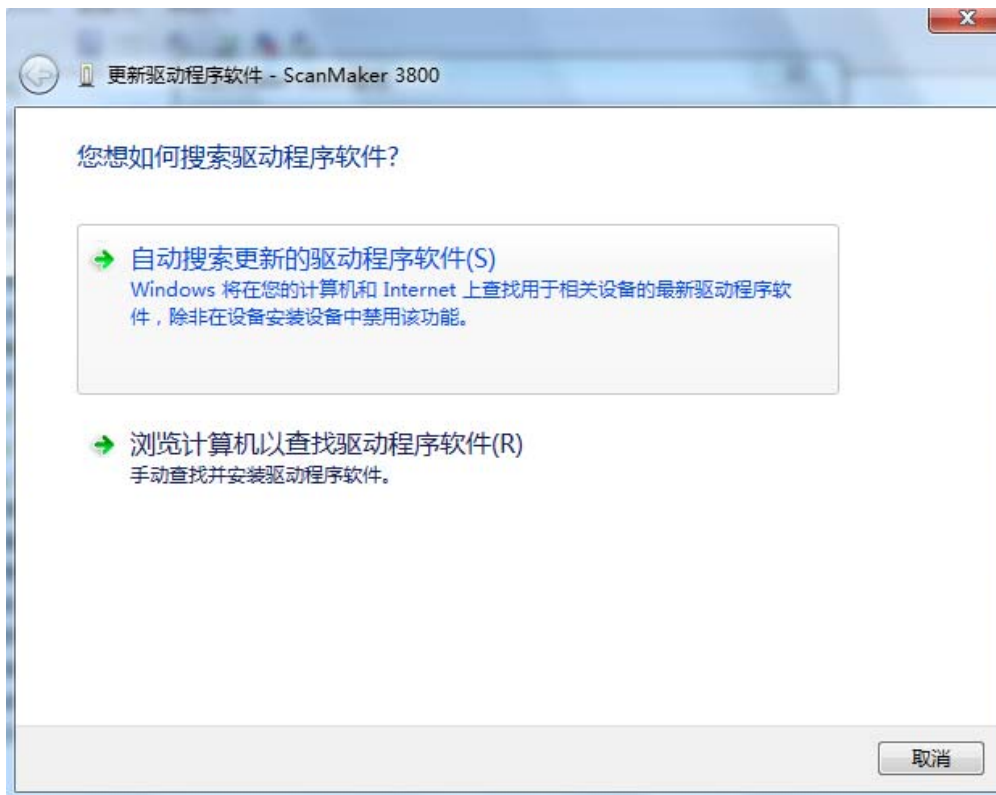 更新驱动程序软件 - ScanMaker 3800
您想如何搜索驱动程序软件?
自动搜索更新的驱动程序软件(S)
Windows 将在您的计算机和 Internet 上查找用于相关设备的最新驱动程序软
件，除非在设备安装设备中禁用该功能。
浏览计算机以查找驱动程序软件(R)
手动查找并安装驱动程序软件。
取消